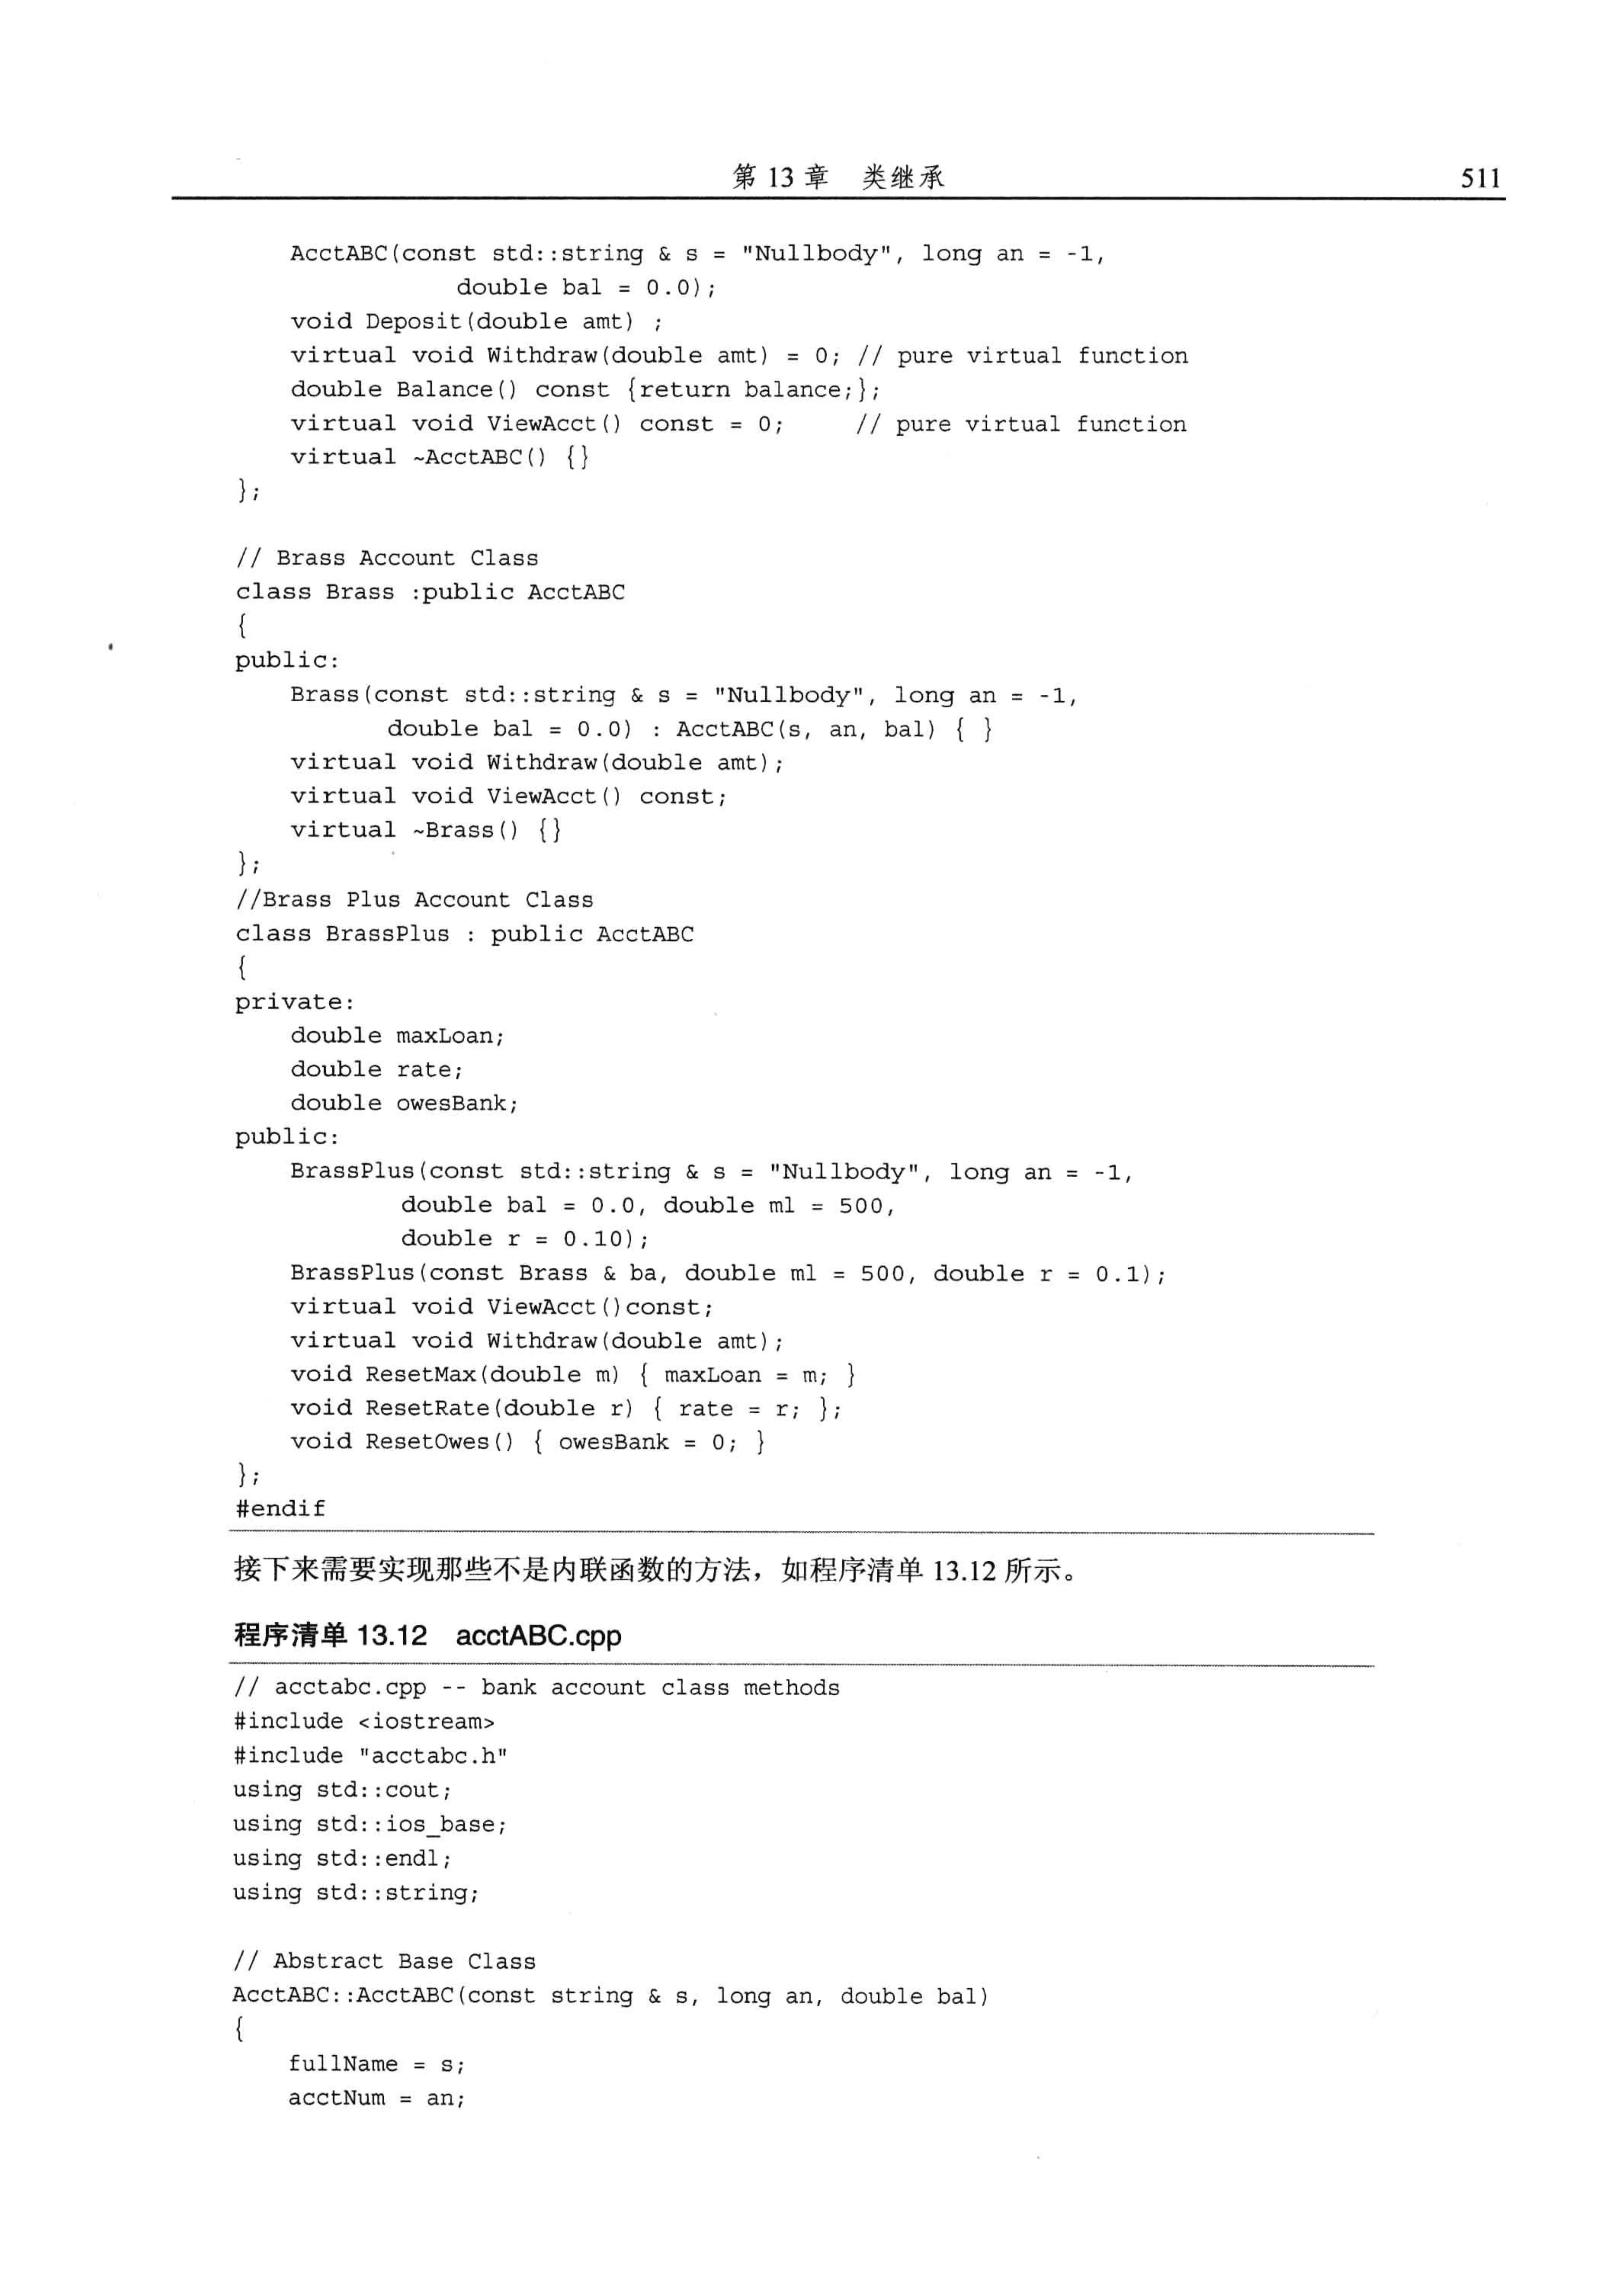 第 13 章 类继承 511
AcctABC(const std::string & s = "Nullbody", long an = -1,
double bal = 0.0);
void Deposit(double amt) ;
virtual void Withdraw(double amt) = 0; // pure virtual function
double Balance() const {return balance;};
virtual void ViewAcct() const = 0; // pure virtual function
virtual ~AcctABC() {}
};
// Brass Account Class
class Brass :public AcctABC
{
public:
Brass(const std::string & s = "Nullbody", long an = -1,
double bal = 0.0) : AcctABC(s, an, bal) { }
virtual void Withdraw(double amt);
virtual void ViewAcct() const;
virtual ~Brass() {}
};
//Brass Plus Account Class
class BrassPlus : public AcctABC
{
private:
double maxLoan;
double rate;
double owesBank;
public:
BrassPlus(const std::string & s = "Nullbody", long an = -1,
double bal = 0.0, double ml = 500,
double r = 0.10);
BrassPlus(const Brass & ba, double ml = 500, double r = 0.1);
virtual void ViewAcct()const;
virtual void Withdraw(double amt);
void ResetMax(double m) { maxLoan = m; }
void ResetRate(double r) { rate = r; };
void ResetOwes() { owesBank = 0; }
};
#endif
接下来需要实现那些不是内联函数的方法，如程序清单 13.12 所示。
程序清单 13.12 acctABC.cpp
// acctabc.cpp -- bank account class methods
#include <iostream>
#include "acctabc.h"
using std::cout;
using std::ios_base;
using std::endl;
using std::string;
// Abstract Base Class
AcctABC::AcctABC(const string & s, long an, double bal)
{
fullName = s;
acctNum = an;